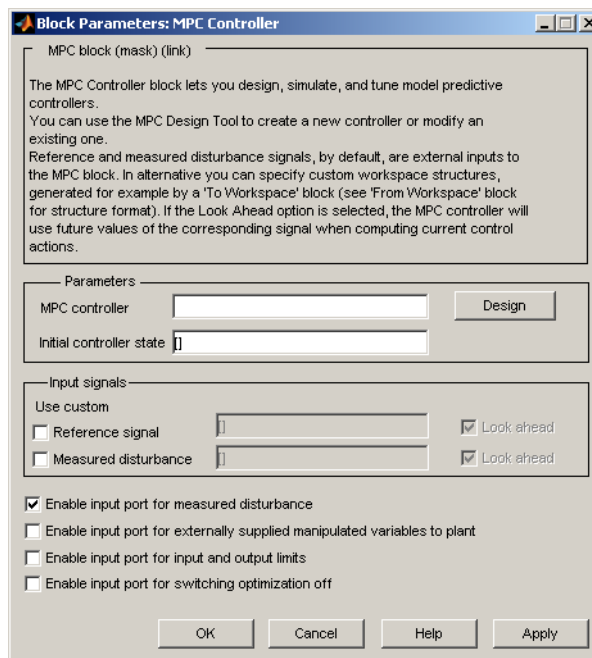 Block Parameters: MPC Controller
MPC block (mask) (link)
The MPC Controller block lets you design, simulate, and tune model predictive
controllers.
You can use the MPC Design Tool to create a new controller or modify an
existing one.
Reference and measured disturbance signals, by default, are external inputs to
the MPC block. In alternative you can specify custom workspace structures,
generated for example by a 'To Workspace' block (see 'From Workspace' block
for structure format). If the Look Ahead option is selected, the MPC controller will
use future values of the corresponding signal when computing current control
actions.
Parameters
MPC controller
Design
Initial controller state []
Input signals
Use custom
Reference signal [] Look ahead
Measured disturbance [] Look ahead
Enable input port for measured disturbance
Enable input port for externally supplied manipulated variables to plant
Enable input port for input and output limits
Enable input port for switching optimization off
OK Cancel Help Apply